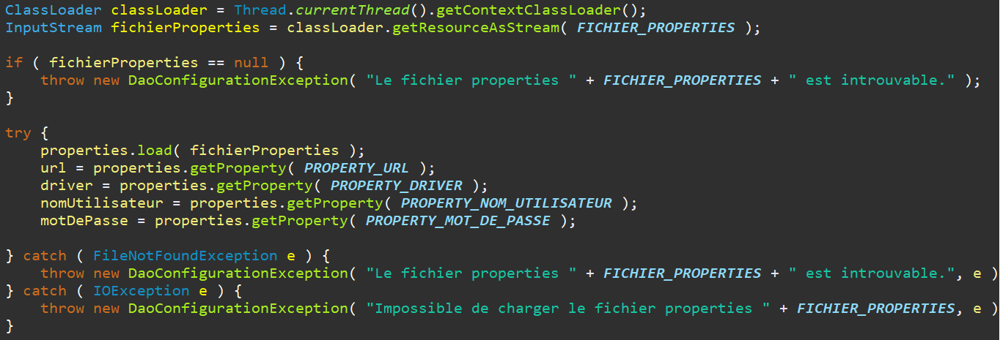 ClassLoader classLoader = Thread.currentThread().getContextClassLoader();
InputStream fichierProperties = classLoader.getResourceAsStream( FICHIER_PROPERTIES );
if ( fichierProperties == null ) {
    throw new DaoConfigurationException( "Le fichier properties " + FICHIER_PROPERTIES + " est introuvable." );
}
try {
    properties.load( fichierProperties );
    url = properties.getProperty( PROPERTY_URL );
    driver = properties.getProperty( PROPERTY_DRIVER );
    nomUtilisateur = properties.getProperty( PROPERTY_NOM_UTILISATEUR );
    motDePasse = properties.getProperty( PROPERTY_MOT_DE_PASSE );
} catch ( FileNotFoundException e ) {
    throw new DaoConfigurationException( "Le fichier properties " + FICHIER_PROPERTIES + " est introuvable.", e )
} catch ( IOException e ) {
    throw new DaoConfigurationException( "Impossible de charger le fichier properties " + FICHIER_PROPERTIES, e )
}